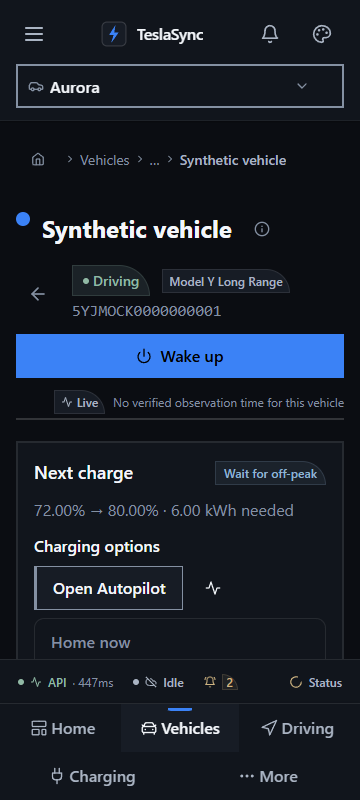 TeslaSync
Aurora
Vehicles ... Synthetic vehicle
Synthetic vehicle
Driving Model Y Long Range
5YJMOCK0000000001
Wake up
Live No verified observation time for this vehicle
Next charge Wait for off-peak
72.00% → 80.00% · 6.00 kWh needed
Charging options
Open Autopilot
Home now
API · 447ms Idle 2 Status
Home Vehicles Driving
Charging More